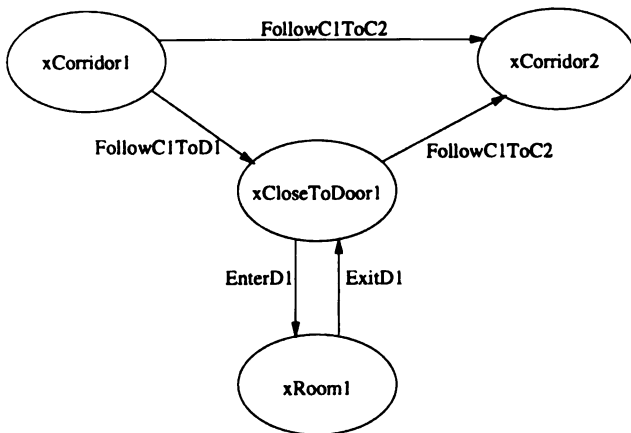 FollowC1ToC2
xCorridor1
xCorridor2
FollowC1ToD1
FollowC1ToC2
xCloseToDoor1
EnterD1
ExitD1
xRoom1